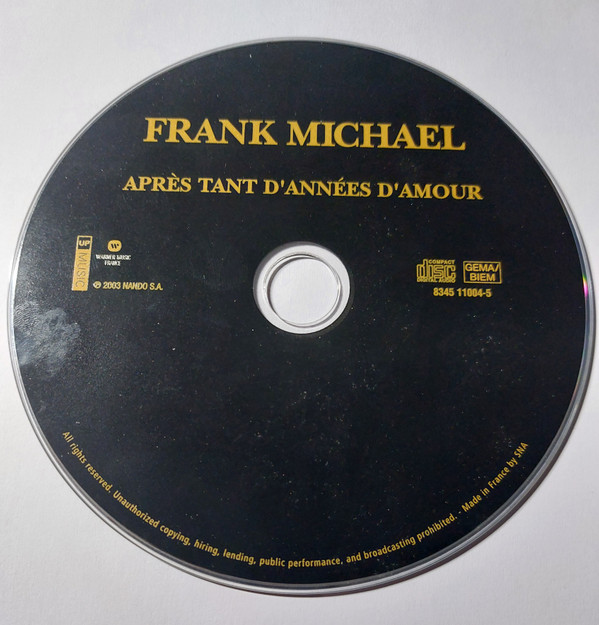 FRANK MICHAEL
APRÈS TANT D'ANNÉES D'AMOUR
UP
MUSIC
WARNER MUSIC
FRANCE
℗ 2003 NANDO S.A.
COMPACT
disc
DIGITAL AUDIO
GEMA/
BIEM
8345 11004-5
All rights reserved. Unauthorized copying, hiring, lending, public performance, and broadcasting prohibited. - Made in France by SNA